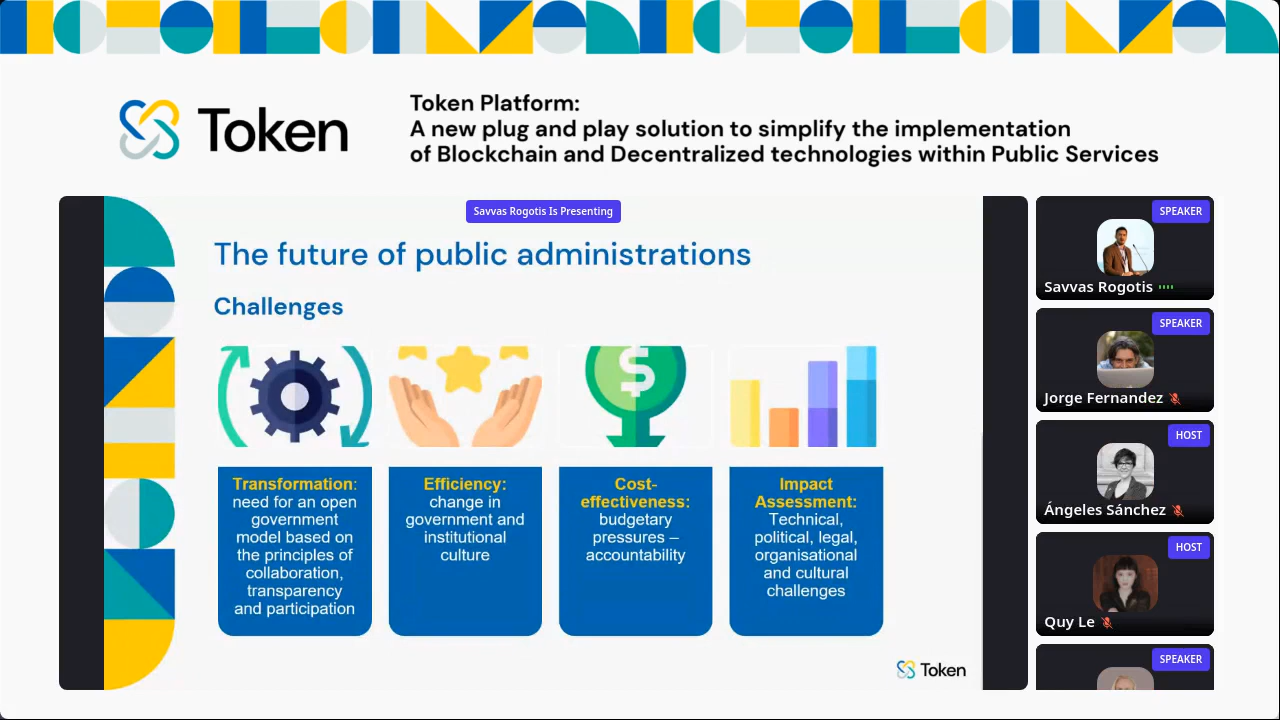 Token
Token Platform:
A new plug and play solution to simplify the implementation
of Blockchain and Decentralized technologies within Public Services
Savvas Rogotis Is Presenting
The future of public administrations
Challenges
$
Transformation:
need for an open
government
model based on
the principles of
collaboration,
transparency
and participation
Efficiency:
change in
government and
institutional
culture
Cost-
effectiveness:
budgetary
pressures –
accountability
Impact
Assessment:
Technical,
political, legal,
organisational
and cultural
challenges
Token
SPEAKER
Savvas Rogotis
SPEAKER
Jorge Fernandez
HOST
Ángeles Sánchez
HOST
Quy Le
SPEAKER